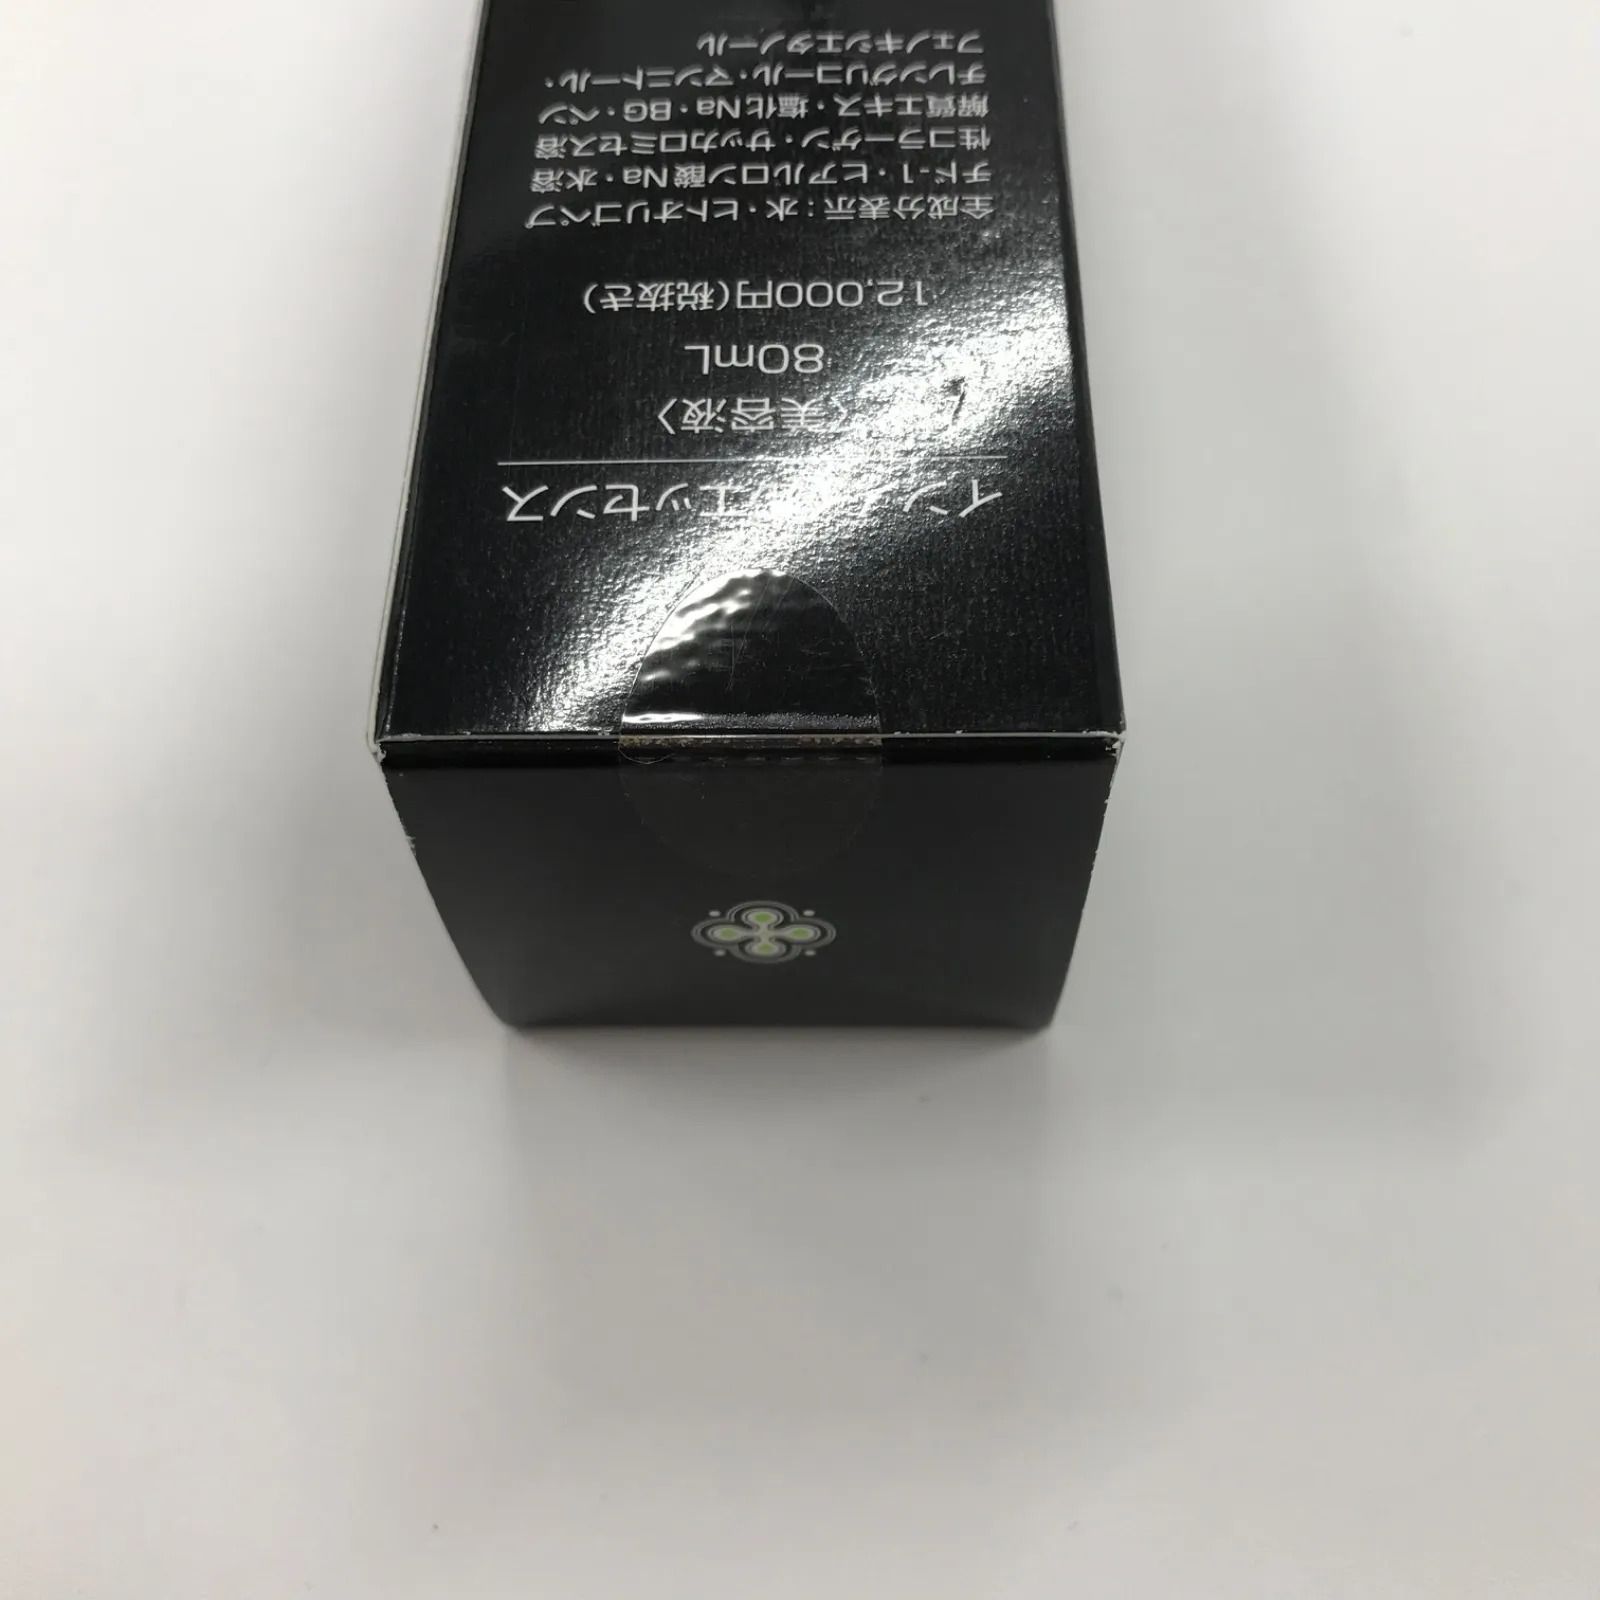 エッセンス
〈美容液〉
80mL
12,000円(税抜き)
全成分表示:水・ヒトオリゴペプ
チド-1・ヒアルロン酸Na・水溶
性コラーゲン・サッカロミセス溶
解質エキス・塩化Na・BG・ペン
チレングリコール・マンニトール・
フェノキシエタノール